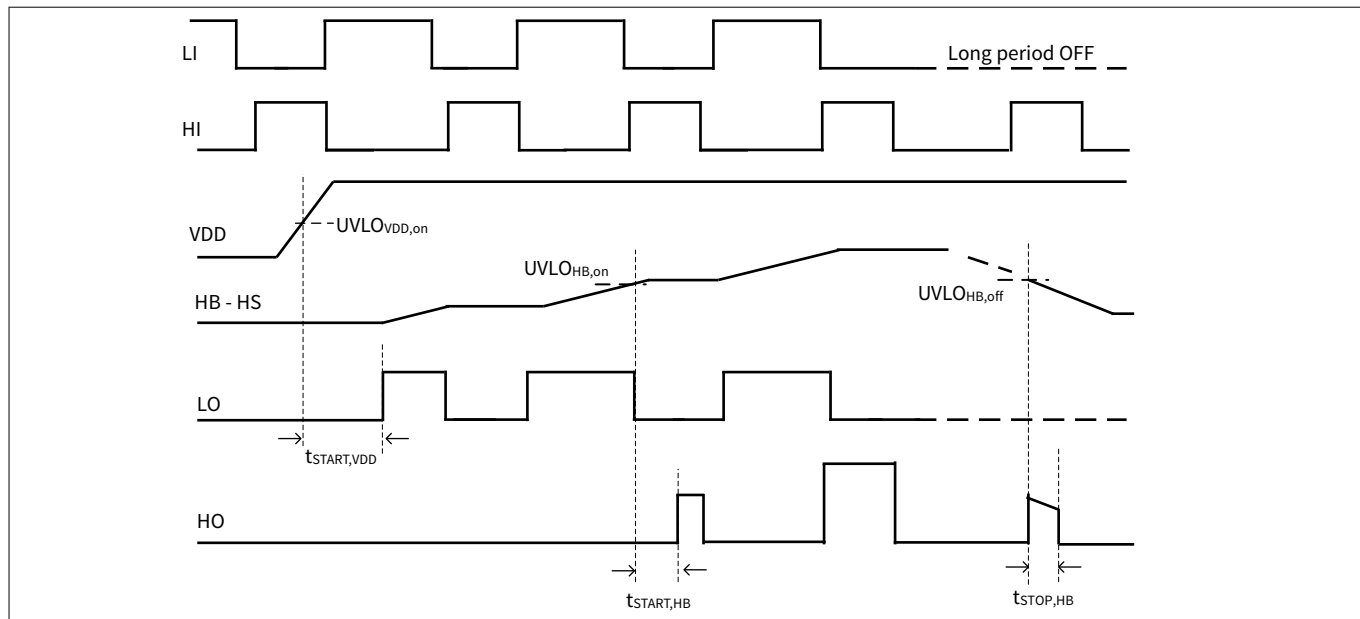 LI
Long period OFF
HI
VDD
UVLOVDD,on
UVLOHB,on
HB - HS
UVLOHB,off
LO
tSTART,VDD
HO
tSTART,HB
tSTOP,HB